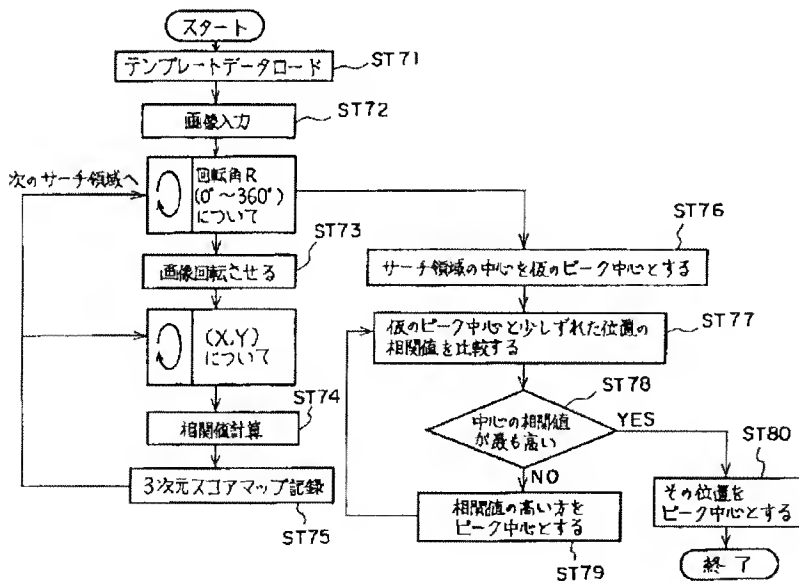 スタート
テンプレートデータロード
ST71
画像入力
ST72
次のサーチ領域へ
回転角R
(0°~360°)
について
ST73
画像回転させる
(X,Y)
について
ST74
相関値計算
3次元スコアマップ記録
ST75
ST76
サーチ領域の中心を仮のピーク中心とする
ST77
仮のピーク中心と少しずれた位置の
相関値を比較する
ST78
中心の相関値
が最も高い
YES
NO
相関値の高い方を
ピーク中心とする
ST79
ST80
その位置を
ピーク中心とする
終了